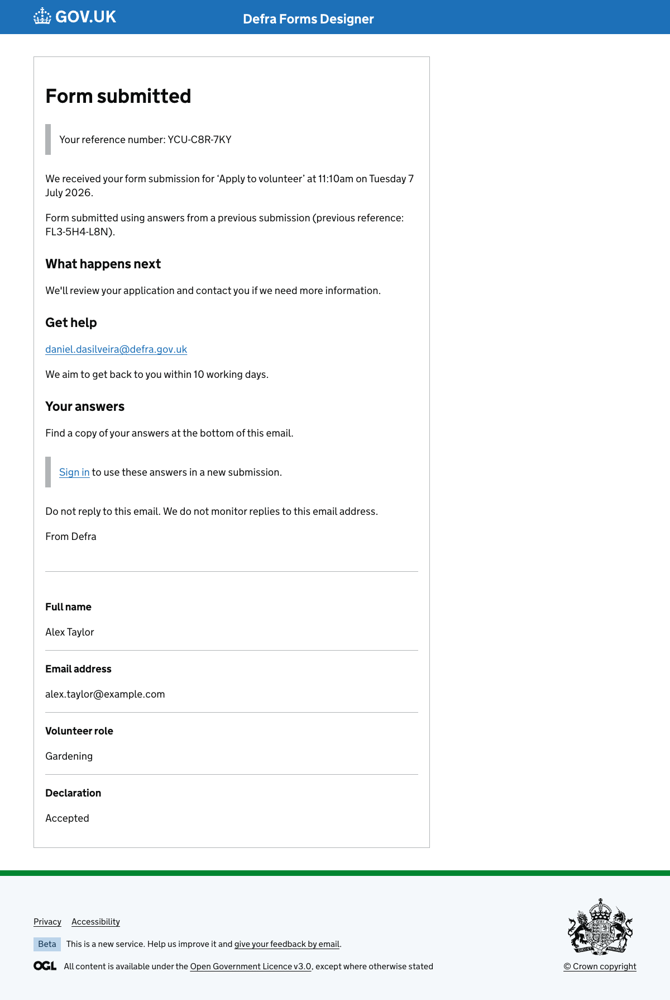 GOV.UK
Defra Forms Designer
Form submitted
Your reference number: YCU-C8R-7KY
We received your form submission for ‘Apply to volunteer’ at 11:10am on Tuesday 7
July 2026.
Form submitted using answers from a previous submission (previous reference:
FL3-5H4-L8N).
What happens next
We'll review your application and contact you if we need more information.
Get help
daniel.dasilveira@defra.gov.uk
We aim to get back to you within 10 working days.
Your answers
Find a copy of your answers at the bottom of this email.
Sign in to use these answers in a new submission.
Do not reply to this email. We do not monitor replies to this email address.
From Defra
Full name
Alex Taylor
Email address
alex.taylor@example.com
Volunteer role
Gardening
Declaration
Accepted
Privacy Accessibility
Beta This is a new service. Help us improve it and give your feedback by email.
OGL All content is available under the Open Government Licence v3.0, except where otherwise stated
© Crown copyright